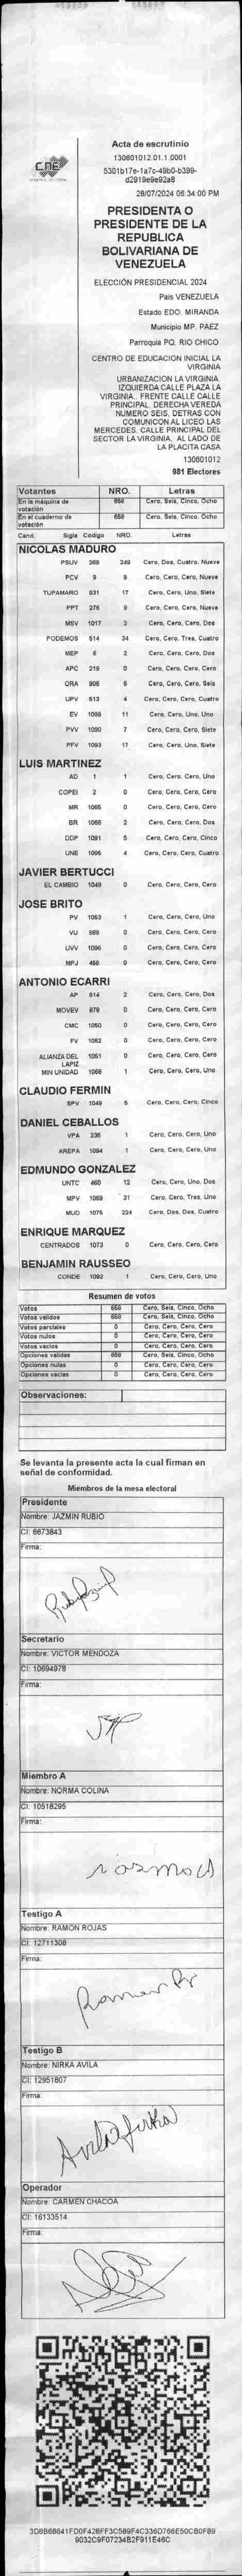 CNE
Acta de escrutinio
130601012.01.1.0001
5301b17e-1a7c-49b0-b399-
d2919e9e92a8
28/07/2024 06:34:00 PM
PRESIDENTA O
PRESIDENTE DE LA
REPUBLICA
BOLIVARIANA DE
VENEZUELA
ELECCIÓN PRESIDENCIAL 2024
Pais VENEZUELA
Estado EDO. MIRANDA
Municipio MP. PAEZ
Parroquia PQ. RIO CHICO
CENTRO DE EDUCACION INICIAL LA
VIRGINIA
URBANIZACION LA VIRGINIA.
IZQUIERDA CALLE PLAZA LA
VIRGINIA.. FRENTE CALLE CALLE
PRINCIPAL. DERECHA VEREDA
NUMERO SEIS. DETRAS CON
COMUNICON AL LICEO LAS
MERCEDES. CALLE PRINCIPAL DEL
SECTOR LA VIRGINIA, AL LADO DE
LA PLACITA CASA
130601012
981 Electores
Votantes NRO. Letras
En la máquina de votación 658 Cero, Seis, Cinco, Ocho
En el cuaderno de votación 658 Cero, Seis, Cinco, Ocho
Cand. Sigla Código NRO. Letras
NICOLAS MADURO
PSUV 268 249 Cero, Dos, Cuatro, Nueve
PCV 9 9 Cero, Cero, Cero, Nueve
TUPAMARO 931 17 Cero, Cero, Uno, Siete
PPT 276 9 Cero, Cero, Cero, Nueve
MSV 1017 2 Cero, Cero, Cero, Dos
PODEMOS 514 34 Cero, Cero, Tres, Cuatro
MEP 6 2 Cero, Cero, Cero, Dos
APC 219 0 Cero, Cero, Cero, Cero
ORA 906 6 Cero, Cero, Cero, Seis
UPV 613 4 Cero, Cero, Cero, Cuatro
EV 1089 11 Cero, Cero, Uno, Uno
PVV 1090 7 Cero, Cero, Cero, Siete
PFV 1093 17 Cero, Cero, Uno, Siete
LUIS MARTINEZ
AD 1 1 Cero, Cero, Cero, Uno
COPEI 2 0 Cero, Cero, Cero, Cero
MR 1065 0 Cero, Cero, Cero, Cero
BR 1066 2 Cero, Cero, Cero, Dos
DDP 1091 5 Cero, Cero, Cero, Cinco
UNE 1095 4 Cero, Cero, Cero, Cuatro
JAVIER BERTUCCI
EL CAMBIO 1048 0 Cero, Cero, Cero, Cero
JOSE BRITO
PV 1053 1 Cero, Cero, Cero, Uno
VU 868 0 Cero, Cero, Cero, Cero
UVV 1096 0 Cero, Cero, Cero, Cero
MPJ 458 0 Cero, Cero, Cero, Cero
ANTONIO ECARRI
AP 914 2 Cero, Cero, Cero, Dos
MOVEV 878 0 Cero, Cero, Cero, Cero
CMC 1050 0 Cero, Cero, Cero, Cero
FV 1052 0 Cero, Cero, Cero, Cero
ALIANZA DEL LAPIZ 1051 0 Cero, Cero, Cero, Cero
MIN UNIDAD 1068 1 Cero, Cero, Cero, Uno
CLAUDIO FERMIN
SPV 1049 5 Cero, Cero, Cero, Cinco
DANIEL CEBALLOS
VPA 236 1 Cero, Cero, Cero, Uno
AREPA 1094 1 Cero, Cero, Cero, Uno
EDMUNDO GONZALEZ
UNTC 460 12 Cero, Cero, Uno, Dos
MPV 1069 31 Cero, Cero, Tres, Uno
MUD 1075 224 Cero, Dos, Dos, Cuatro
ENRIQUE MARQUEZ
CENTRADOS 1073 0 Cero, Cero, Cero, Cero
BENJAMIN RAUSSEO
CONDE 1092 1 Cero, Cero, Cero, Uno
Resumen de votos
Votos 658 Cero, Seis, Cinco, Ocho
Votos válidos 658 Cero, Seis, Cinco, Ocho
Votos parciales 0 Cero, Cero, Cero, Cero
Votos nulos 0 Cero, Cero, Cero, Cero
Votos vacíos 0 Cero, Cero, Cero, Cero
Opciones válidas 658 Cero, Seis, Cinco, Ocho
Opciones nulas 0 Cero, Cero, Cero, Cero
Opciones vacías 0 Cero, Cero, Cero, Cero
Observaciones:
Se levanta la presente acta la cual firman en
señal de conformidad.
Miembros de la mesa electoral
Presidente
Nombre: JAZMIN RUBIO
CI: 6673843
Firma:
Secretario
Nombre: VICTOR MENDOZA
CI: 10694978
Firma:
Miembro A
Nombre: NORMA COLINA
CI: 10518295
Firma:
Testigo A
Nombre: RAMON ROJAS
CI: 12711308
Firma:
Testigo B
Nombre: NIRKA AVILA
CI: 12951807
Firma:
Operador
Nombre: CARMEN CHACOA
CI: 16133514
Firma: